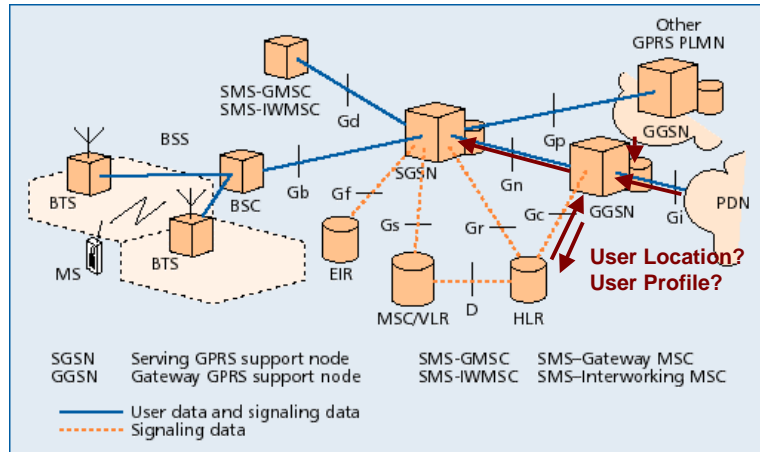 Other
GPRS PLMN
SMS-GMSC
SMS-IWMSC
Gd
BSS
Gp
GGSN
SGSN
Gn
BTS
BSC
Gb
Gf
Gc
GGSN
Gi
PDN
Gs
Gr
MS
BTS
EIR
User Location?
User Profile?
MSC/VLR
D
HLR
SGSN Serving GPRS support node SMS-GMSC SMS–Gateway MSC
GGSN Gateway GPRS support node SMS-IWMSC SMS–Interworking MSC
User data and signaling data
Signaling data